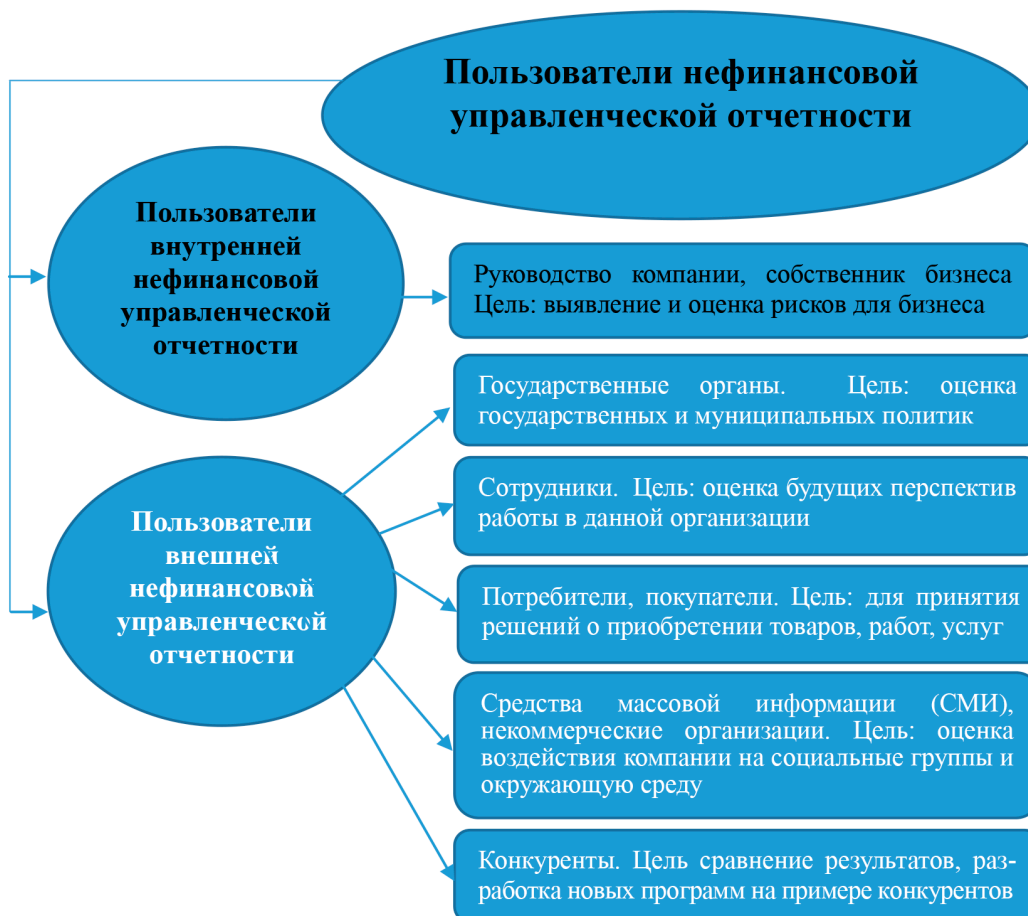 Пользователи нефинансовой
управленческой отчетности
Пользователи
внутренней
нефинансовой
управленческой
отчетности
Руководство компании, собственник бизнеса
Цель: выявление и оценка рисков для бизнеса
Государственные органы. Цель: оценка
государственных и муниципальных политик
Пользователи
внешней
нефинансовой
управленческой
отчетности
Сотрудники. Цель: оценка будущих перспектив
работы в данной организации
Потребители, покупатели. Цель: для принятия
решений о приобретении товаров, работ, услуг
Средства массовой информации (СМИ),
некоммерческие организации. Цель: оценка
воздействия компании на социальные группы и
окружающую среду
Конкуренты. Цель сравнение результатов, раз-
работка новых программ на примере конкурентов